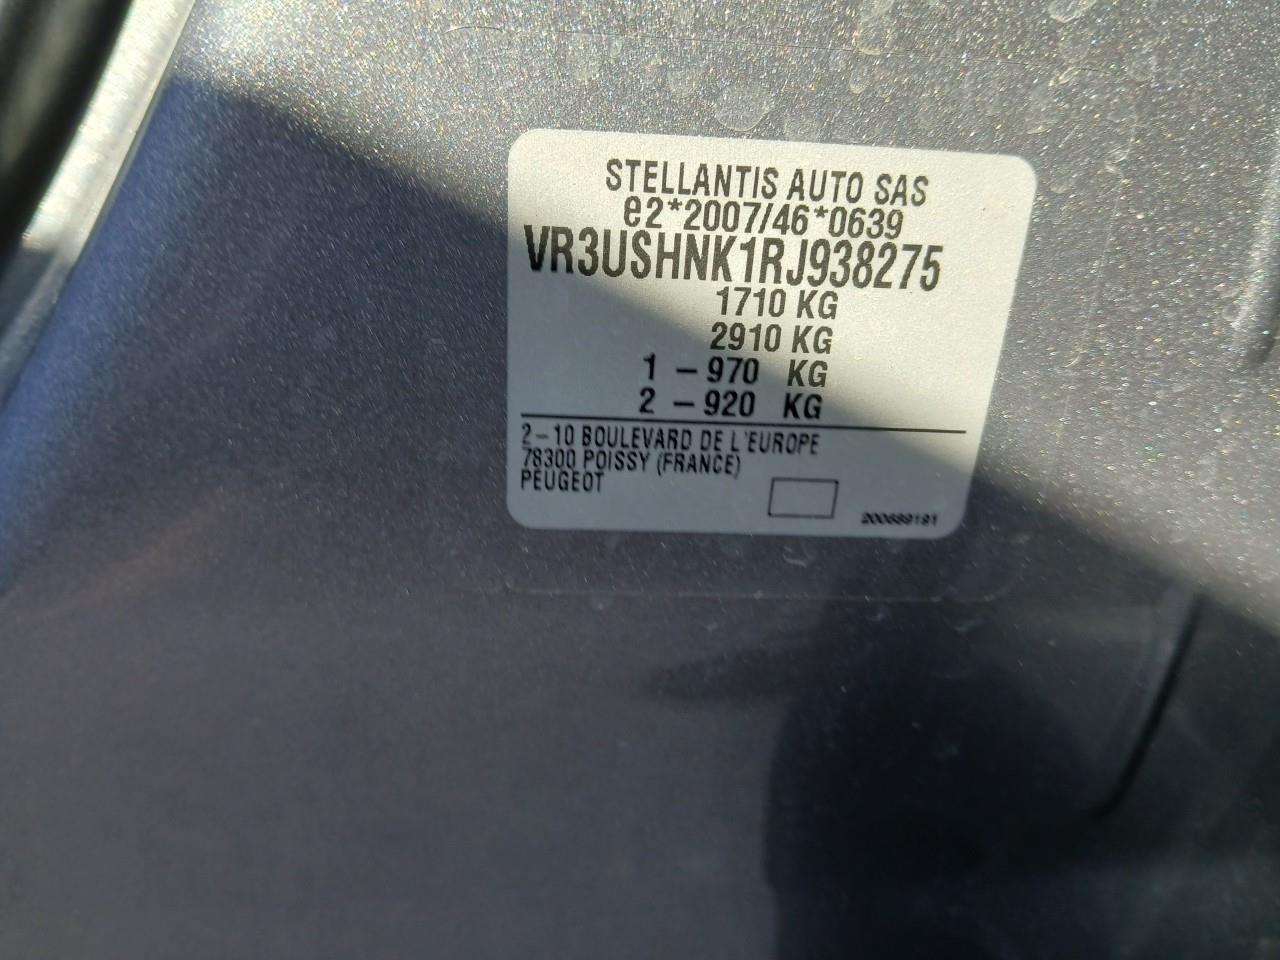 STELLANTIS AUTO SAS
e2*2007/46*0639
VR3USHNK1RJ938275
1710 KG
2910 KG
1 – 970 KG
2 – 920 KG
2–10 BOULEVARD DE L'EUROPE
78300 POISSY (FRANCE)
PEUGEOT
200689191